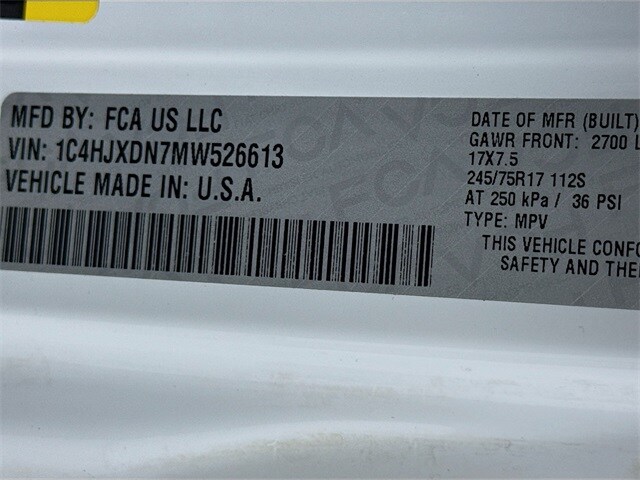 MFD BY: FCA US LLC
VIN: 1C4HJXDN7MW526613
VEHICLE MADE IN: U.S.A.
DATE OF MFR (BUILT)
GAWR FRONT: 2700 L
17X7.5
245/75R17 112S
AT 250 kPa / 36 PSI
TYPE: MPV
THIS VEHICLE CONFO
SAFETY AND THE